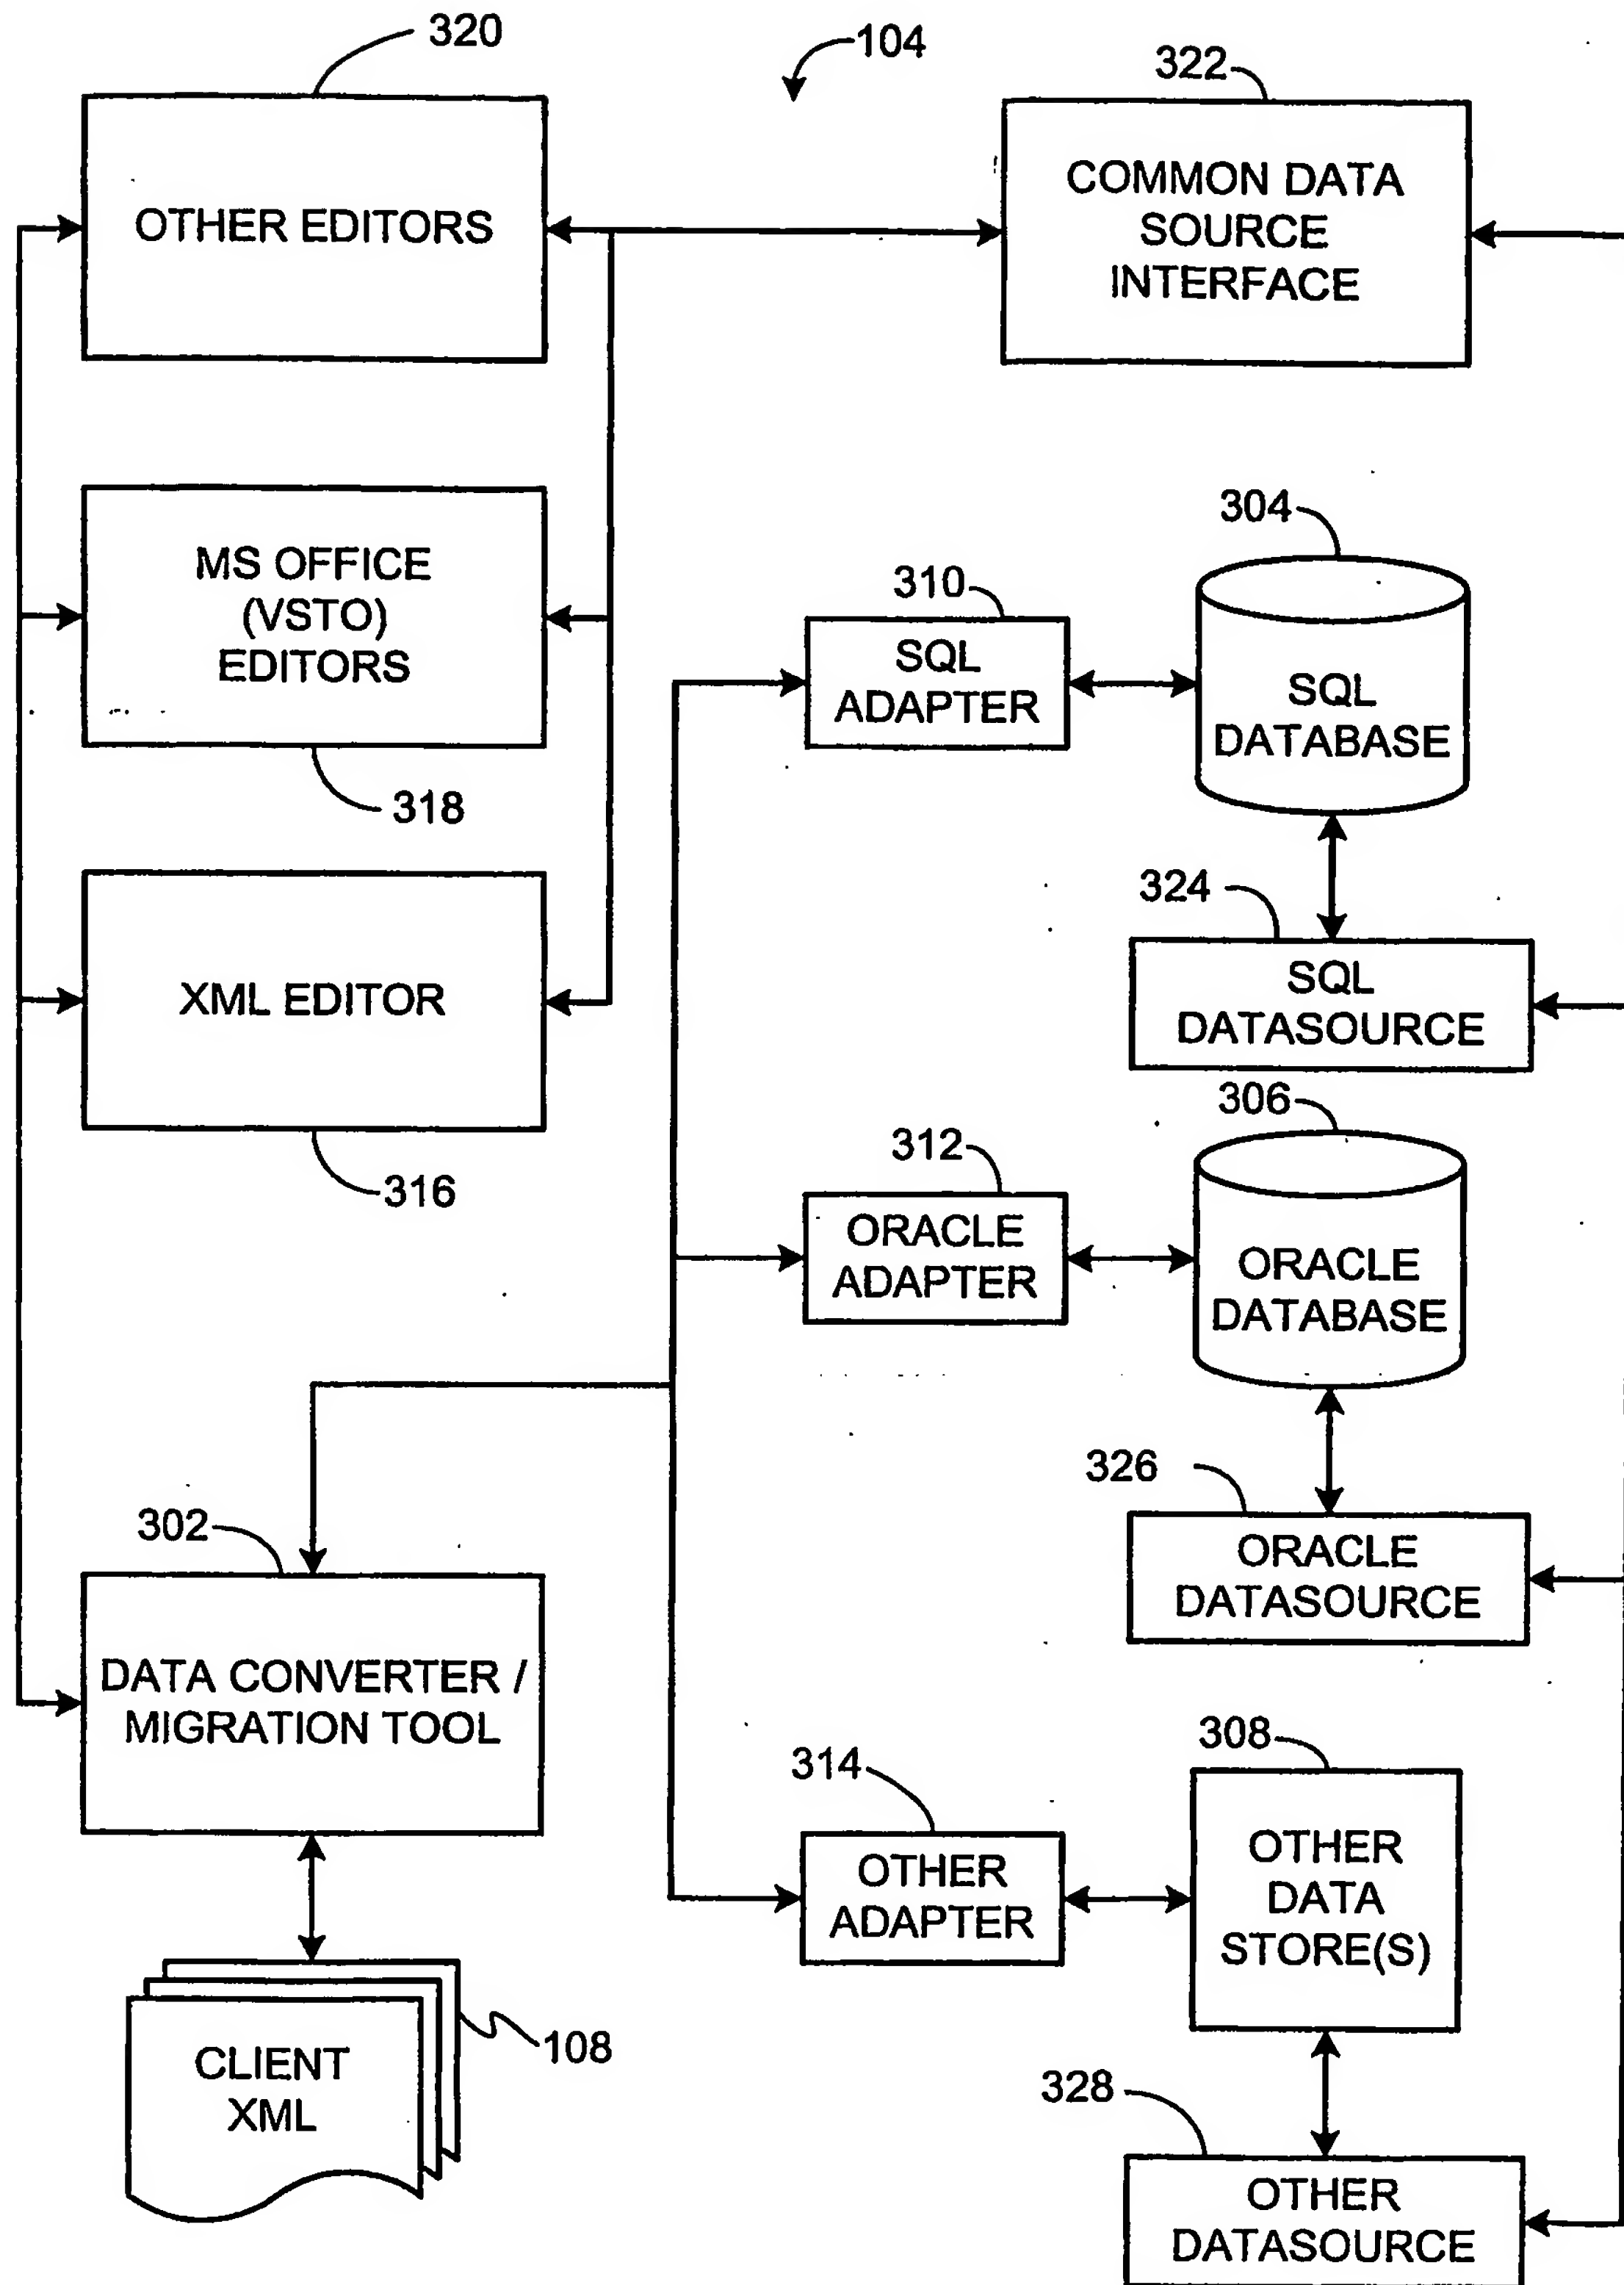 320
104
322
OTHER EDITORS
COMMON DATA
SOURCE
INTERFACE
MS OFFICE
(VSTO)
EDITORS
318
304
310
SQL
ADAPTER
SQL
DATABASE
324
SQL
DATASOURCE
XML EDITOR
316
306
312
ORACLE
ADAPTER
ORACLE
DATABASE
326
ORACLE
DATASOURCE
302
DATA CONVERTER /
MIGRATION TOOL
308
314
OTHER
ADAPTER
OTHER
DATA
STORE(S)
CLIENT
XML
108
328
OTHER
DATASOURCE